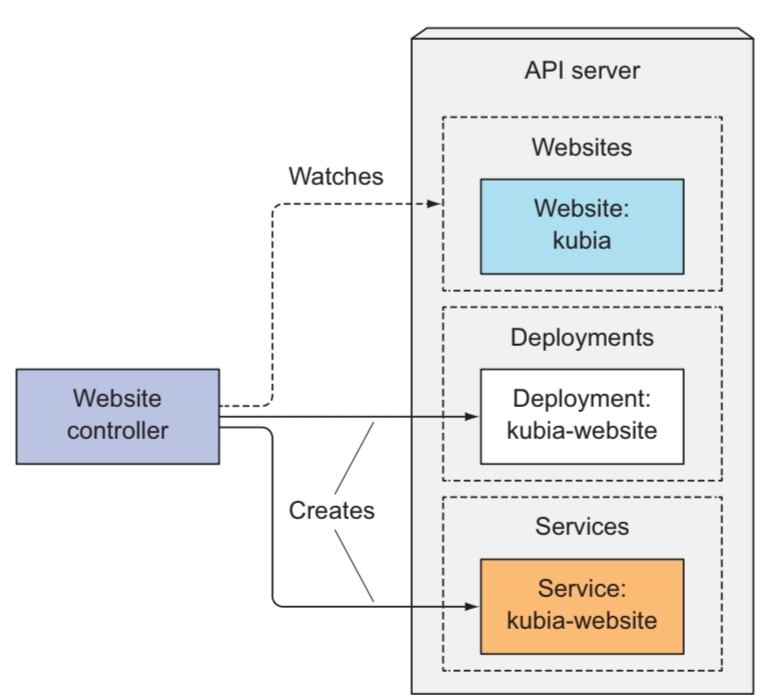 API server
Websites
Watches
Website:
kubia
Deployments
Website
controller
Deployment:
kubia-website
Creates
Services
Service:
kubia-website